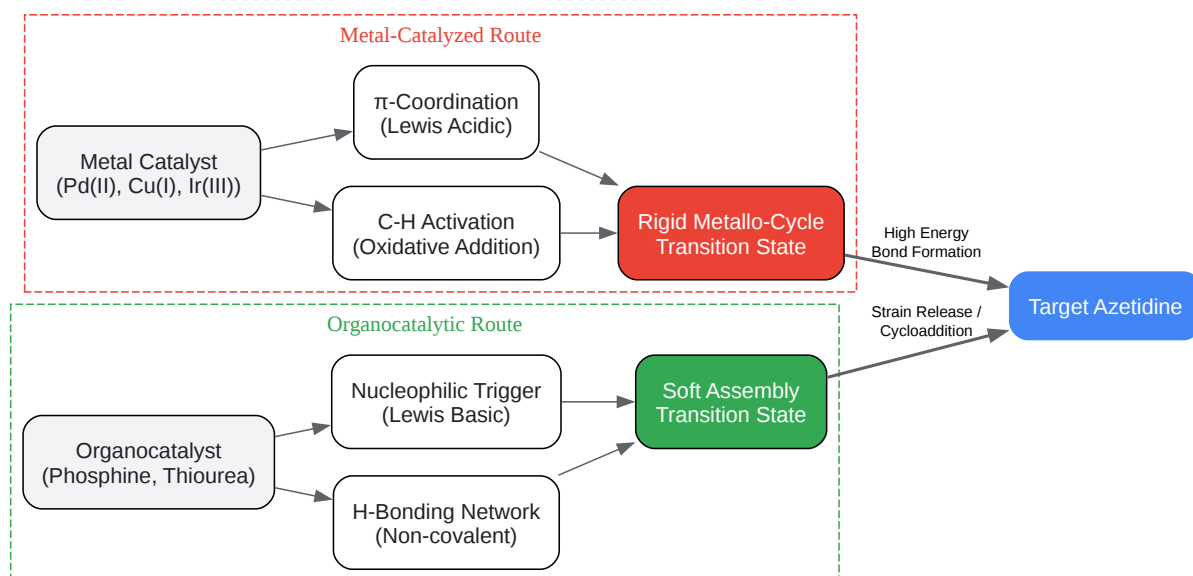 Metal-Catalyzed Route
π-Coordination
(Lewis Acidic)
Metal Catalyst
(Pd(II), Cu(I), Ir(III))
C-H Activation
(Oxidative Addition)
Rigid Metallo-Cycle
Transition State
High Energy
Bond Formation
Target Azetidine
Strain Release /
Cycloaddition
Organocatalytic Route
Nucleophilic Trigger
(Lewis Basic)
Soft Assembly
Transition State
Organocatalyst
(Phosphine, Thiourea)
H-Bonding Network
(Non-covalent)